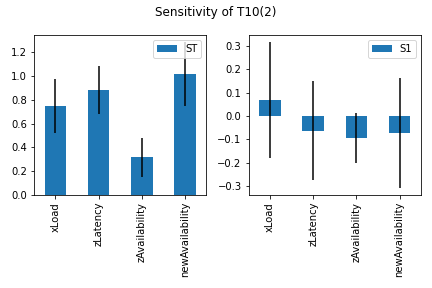 Sensitivity of T10(2)
ST
1.2
1.0
0.8
0.6
0.4
0.2
0.0
xLoad
zLatency
zAvailability
newAvailability
S1
0.3
0.2
0.1
0.0
−0.1
−0.2
−0.3
xLoad
zLatency
zAvailability
newAvailability